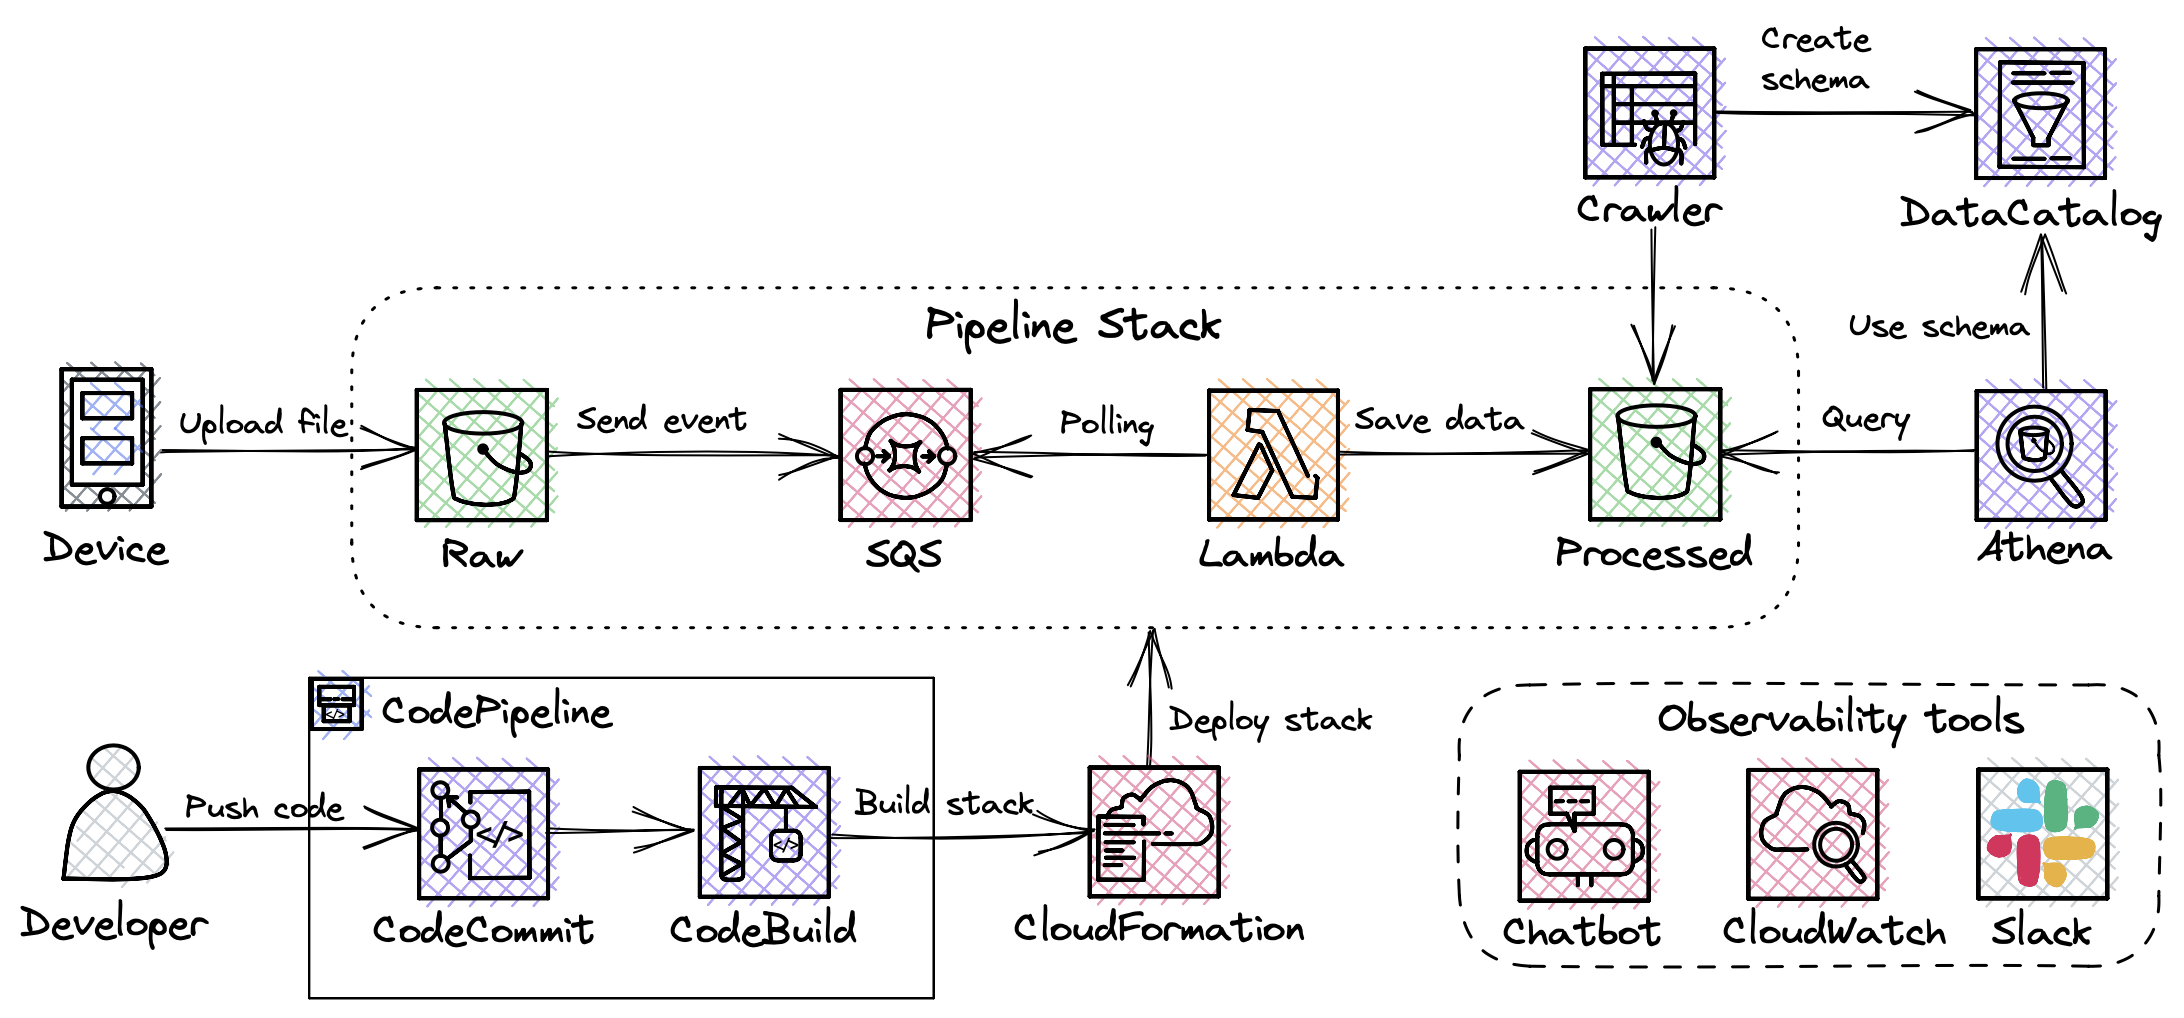 Create
schema
Crawler
DataCatalog
Pipeline Stack
Use schema
Upload file
Send event
Polling
Save data
Query
Device
Raw
SQS
Lambda
Processed
Athena
CodePipeline
Deploy stack
Observability tools
Push code
Build stack
</>
</>
</>
Developer
CodeCommit
CodeBuild
CloudFormation
Chatbot
CloudWatch
Slack